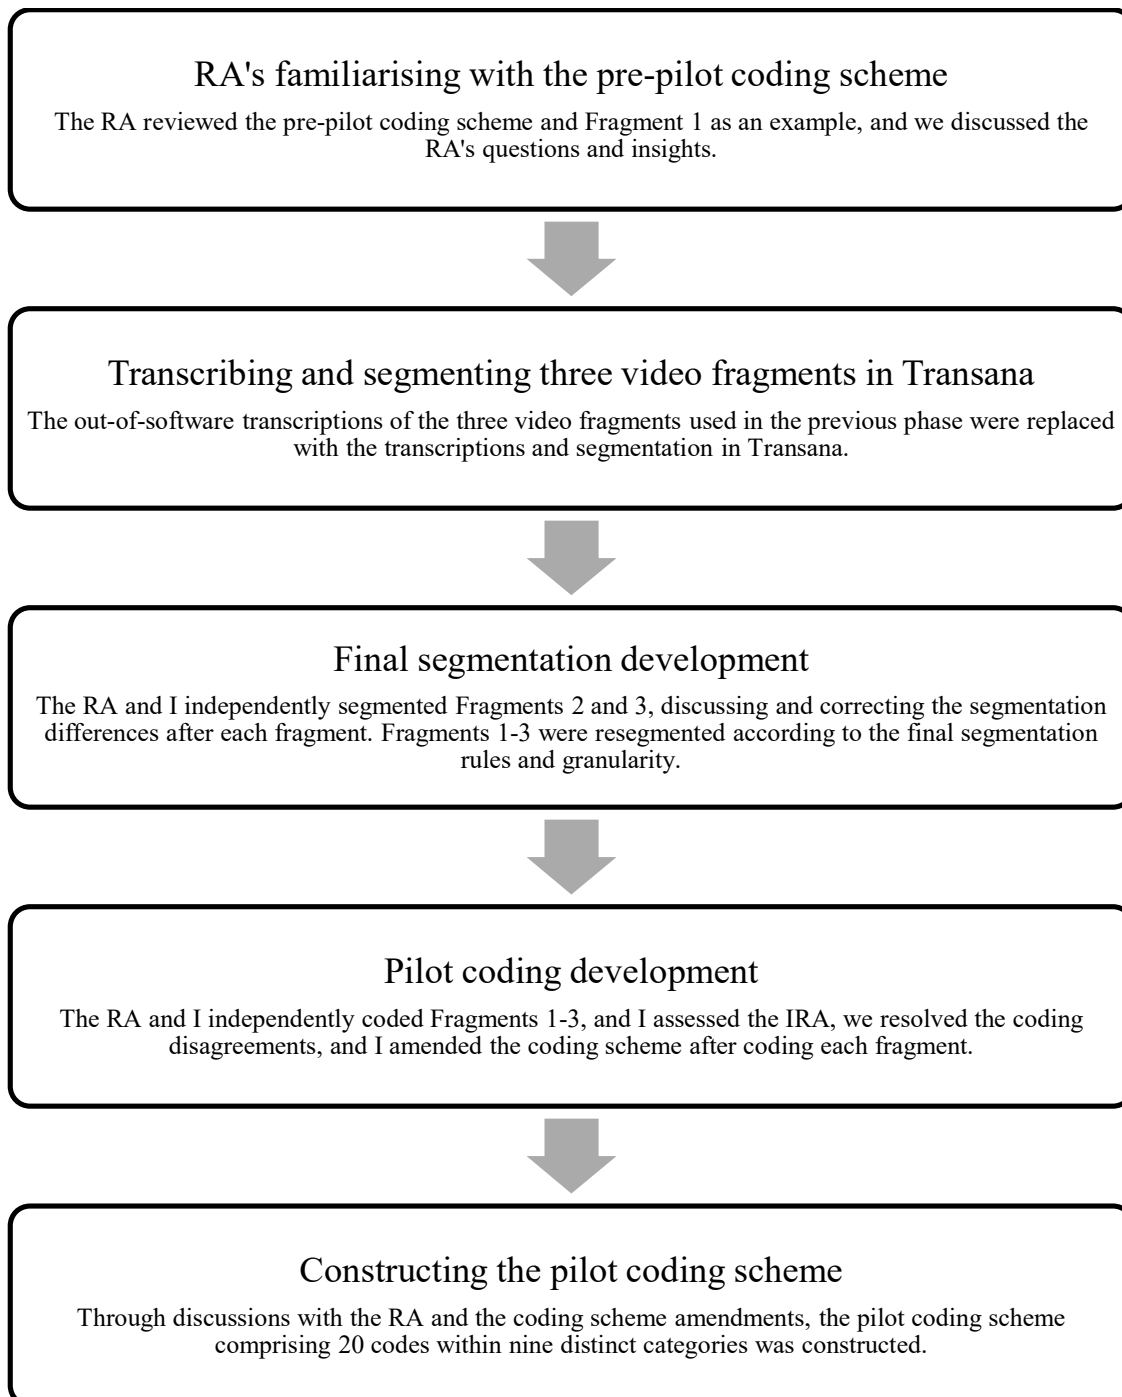 RA's familiarising with the pre-pilot coding scheme
The RA reviewed the pre-pilot coding scheme and Fragment 1 as an example, and we discussed the
RA's questions and insights.
Transcribing and segmenting three video fragments in Transana
The out-of-software transcriptions of the three video fragments used in the previous phase were replaced
with the transcriptions and segmentation in Transana.
Final segmentation development
The RA and I independently segmented Fragments 2 and 3, discussing and correcting the segmentation
differences after each fragment. Fragments 1-3 were resegmented according to the final segmentation
rules and granularity.
Pilot coding development
The RA and I independently coded Fragments 1-3, and I assessed the IRA, we resolved the coding
disagreements, and I amended the coding scheme after coding each fragment.
Constructing the pilot coding scheme
Through discussions with the RA and the coding scheme amendments, the pilot coding scheme
comprising 20 codes within nine distinct categories was constructed.